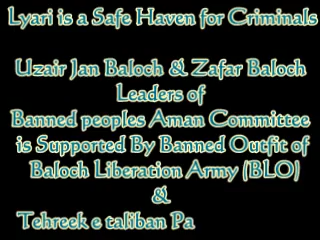 Lyari is a Safe Haven for Criminals
Uzair Jan Baloch & Zafar Baloch
Leaders of
Banned peoples Aman Committee
is Supported By Banned Outfit of
Baloch Liberation Army (BLO)
&
Tehreek e taliban Pa